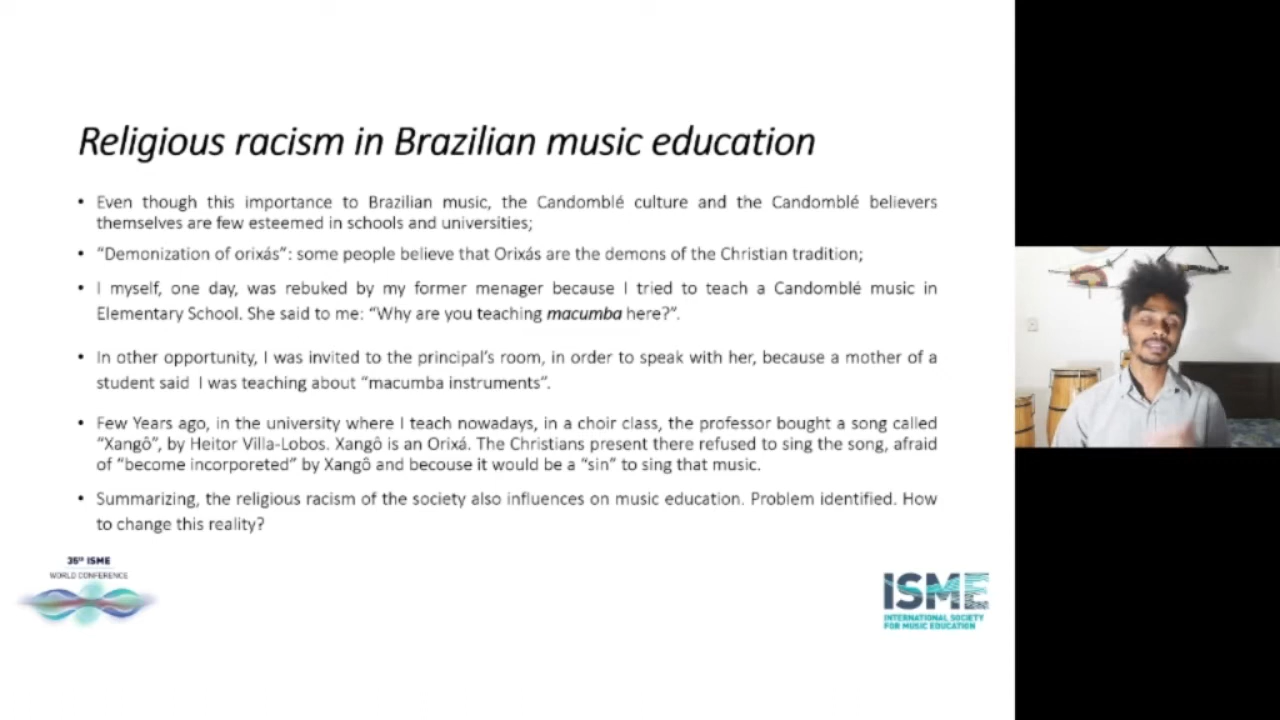 Religious racism in Brazilian music education
• Even though this importance to Brazilian music, the Candomblé culture and the Candomblé believers
themselves are few esteemed in schools and universities;
• “Demonization of orixás”: some people believe that Orixás are the demons of the Christian tradition;
• I myself, one day, was rebuked by my former menager because I tried to teach a Candomblé music in
Elementary School. She said to me: “Why are you teaching macumba here?”.
• In other opportunity, I was invited to the principal’s room, in order to speak with her, because a mother of a
student said I was teaching about “macumba instruments”.
• Few Years ago, in the university where I teach nowadays, in a choir class, the professor bought a song called
“Xangô”, by Heitor Villa-Lobos. Xangô is an Orixá. The Christians present there refused to sing the song, afraid
of “become incorporeted” by Xangô and becouse it would be a “sin” to sing that music.
• Summarizing, the religious racism of the society also influences on music education. Problem identified. How
to change this reality?
35th ISME
WORLD CONFERENCE
ISME
INTERNATIONAL SOCIETY
FOR MUSIC EDUCATION